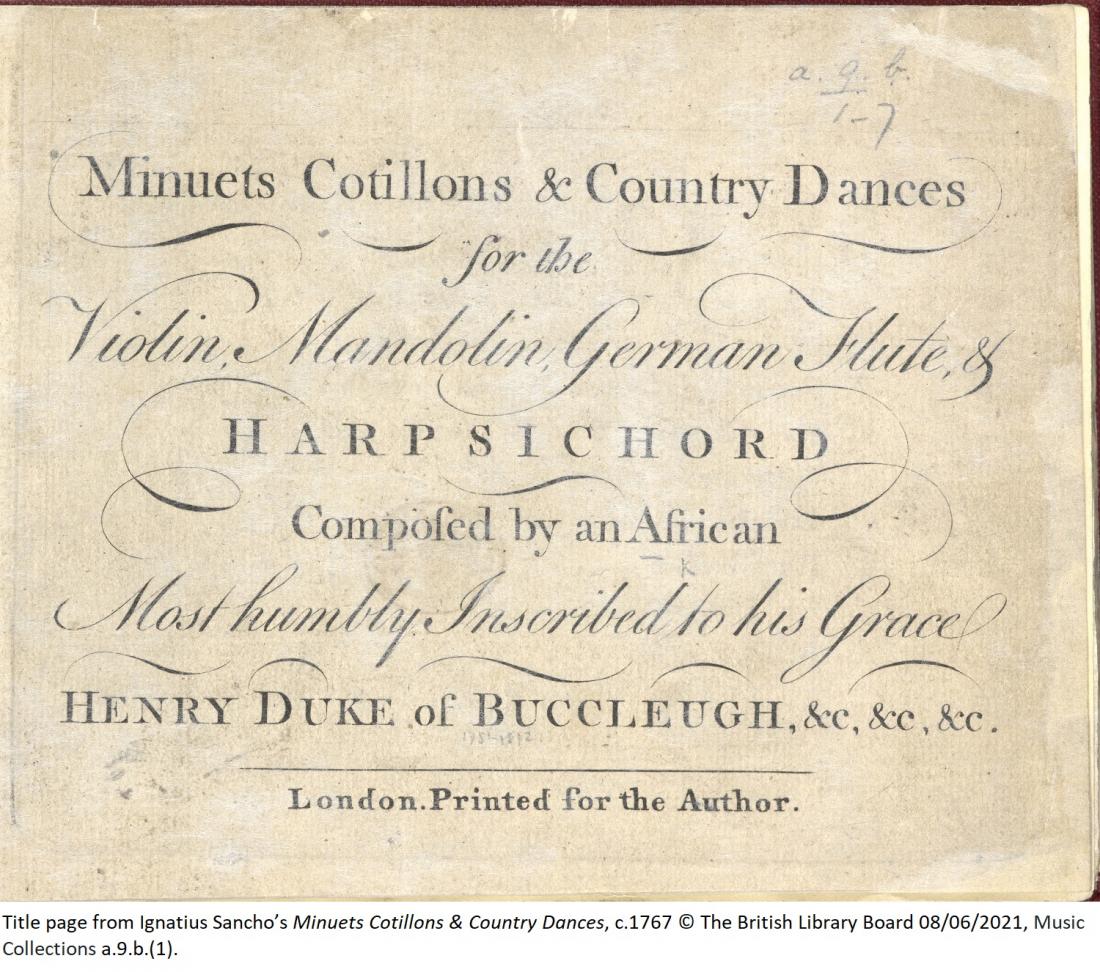 a. 9. b.
1-7
Minuets Cotillons & Country Dances
for the
Violin, Mandolin, German Flute, &
HARPSICHORD
Compoſed by an African
K
Most humbly Inscribed to his Grace
HENRY DUKE of BUCCLEUGH, &c, &c, &c.
London. Printed for the Author.
Title page from Ignatius Sancho’s Minuets Cotillons & Country Dances, c.1767 © The British Library Board 08/06/2021, Music
Collections a.9.b.(1).